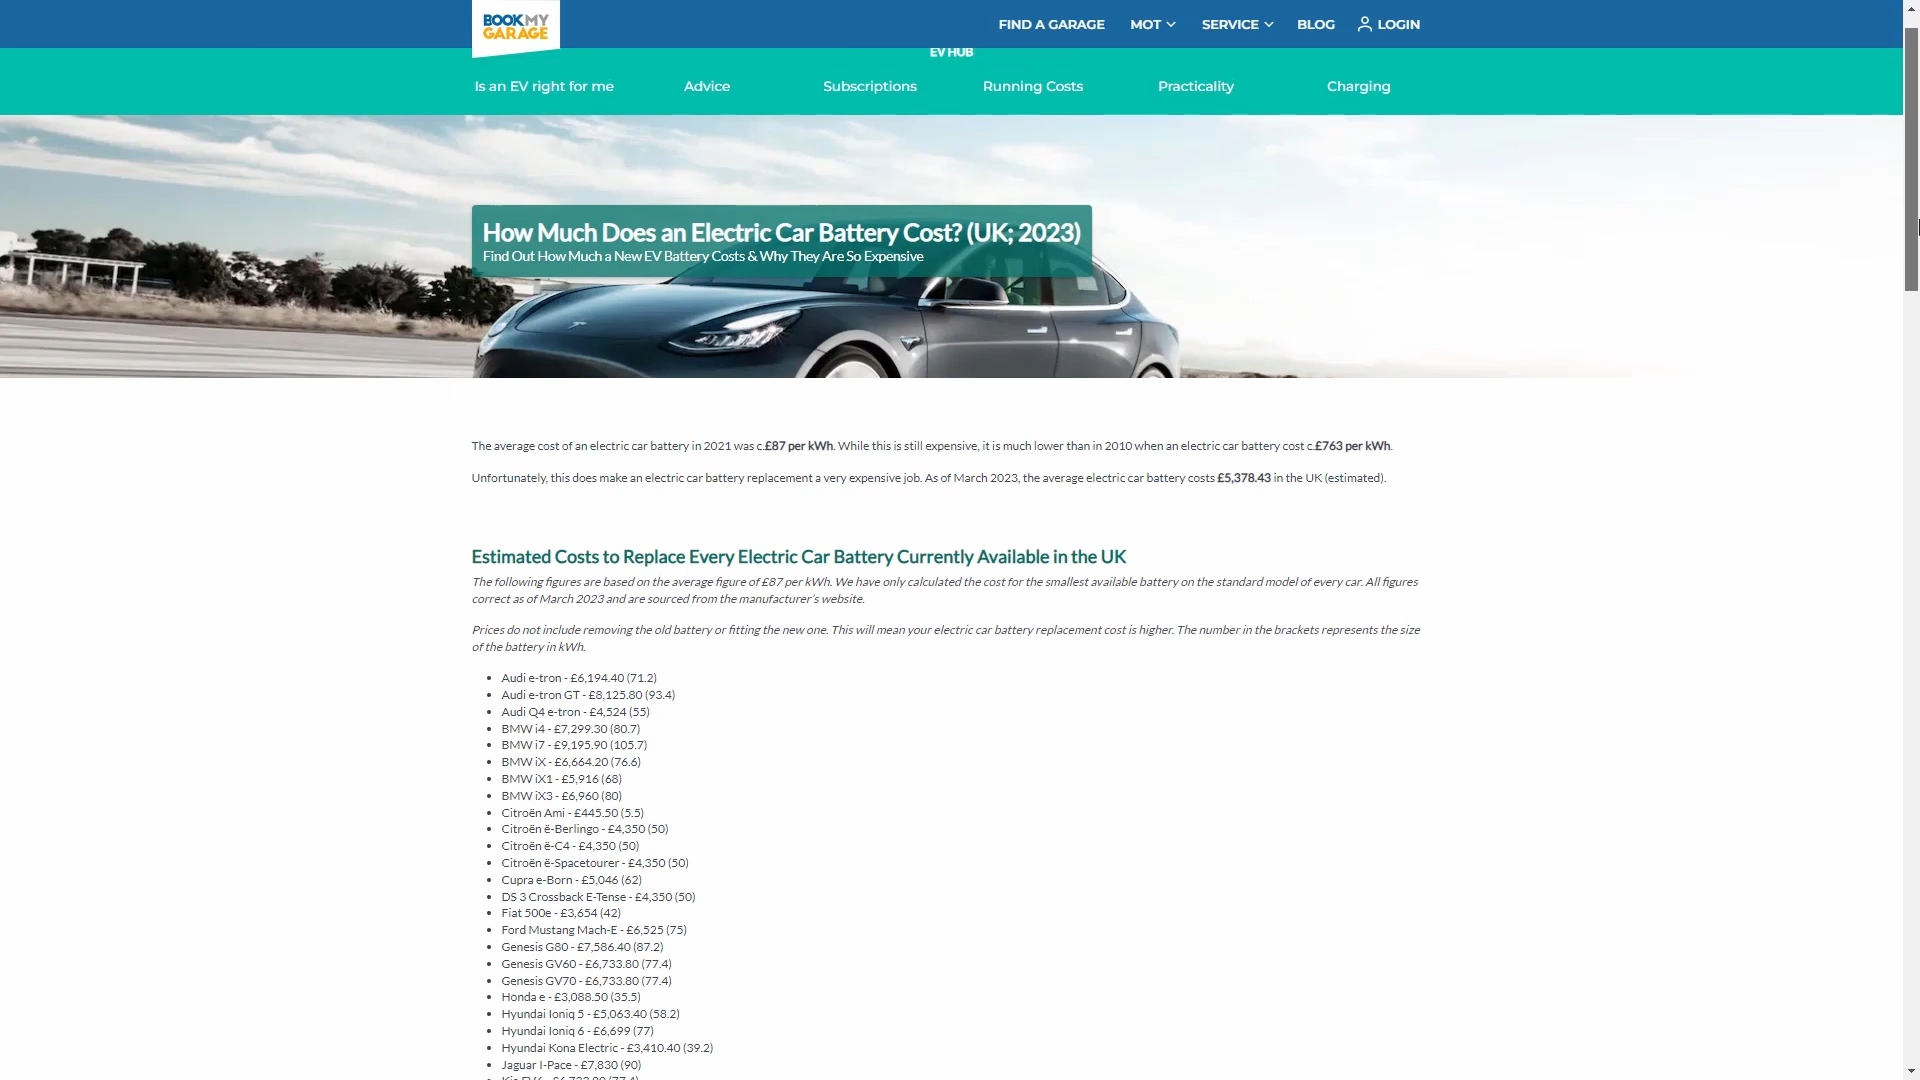 BOOKMY
GARAGE
FIND A GARAGE
MOT
SERVICE
BLOG
LOGIN
EV HUB
Is an EV right for me
Advice
Subscriptions
Running Costs
Practicality
Charging
How Much Does an Electric Car Battery Cost? (UK; 2023)
Find Out How Much a New EV Battery Costs & Why They Are So Expensive
The average cost of an electric car battery in 2021 was c.£87 per kWh. While this is still expensive, it is much lower than in 2010 when an electric car battery cost c.£763 per kWh.
Unfortunately, this does make an electric car battery replacement a very expensive job. As of March 2023, the average electric car battery costs £5,378.43 in the UK (estimated).
Estimated Costs to Replace Every Electric Car Battery Currently Available in the UK
The following figures are based on the average figure of £87 per kWh. We have only calculated the cost for the smallest available battery on the standard model of every car. All figures
correct as of March 2023 and are sourced from the manufacturer's website.
Prices do not include removing the old battery or fitting the new one. This will mean your electric car battery replacement cost is higher. The number in the brackets represents the size
of the battery in kWh.
• Audi e-tron - £6,194.40 (71.2)
• Audi e-tron GT - £8,125.80 (93.4)
• Audi Q4 e-tron - £4,524 (55)
• BMW i4 - £7,299.30 (80.7)
• BMW i7 - £9,195.90 (105.7)
• BMW iX - £6,664.20 (76.6)
• BMW iX1 - £5,916 (68)
• BMW iX3 - £6,960 (80)
• Citroën Ami - £445.50 (5.5)
• Citroën ë-Berlingo - £4,350 (50)
• Citroën ë-C4 - £4,350 (50)
• Citroën ë-Spacetourer - £4,350 (50)
• Cupra e-Born - £5,046 (62)
• DS 3 Crossback E-Tense - £4,350 (50)
• Fiat 500e - £3,654 (42)
• Ford Mustang Mach-E - £6,525 (75)
• Genesis G80 - £7,586.40 (87.2)
• Genesis GV60 - £6,733.80 (77.4)
• Genesis GV70 - £6,733.80 (77.4)
• Honda e - £3,088.50 (35.5)
• Hyundai Ioniq 5 - £5,063.40 (58.2)
• Hyundai Ioniq 6 - £6,699 (77)
• Hyundai Kona Electric - £3,410.40 (39.2)
• Jaguar I-Pace - £7,830 (90)
• Kia EV6 - £6,733.80 (77.4)